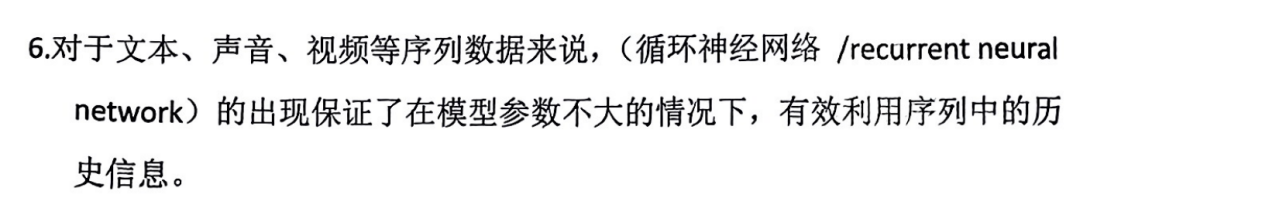 6.对于文本、声音、视频等序列数据来说，（循环神经网络 /recurrent neural
network）的出现保证了在模型参数不大的情况下，有效利用序列中的历
史信息。